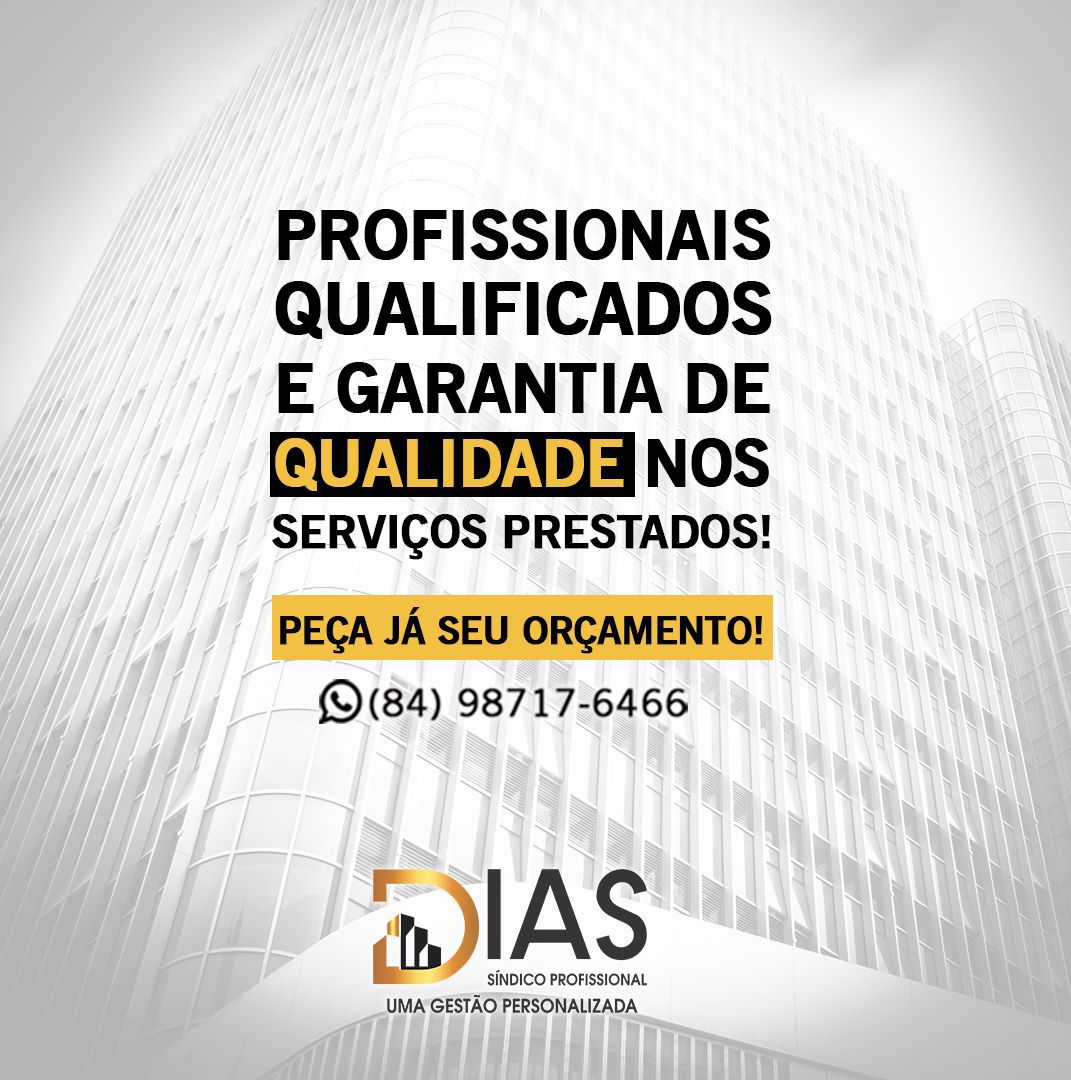 PROFISSIONAIS
QUALIFICADOS
E GARANTIA DE
QUALIDADE NOS
SERVIÇOS PRESTADOS!
PEÇA JÁ SEU ORÇAMENTO!
(84) 98717-6466
DIAS
SÍNDICO PROFISSIONAL
UMA GESTÃO PERSONALIZADA